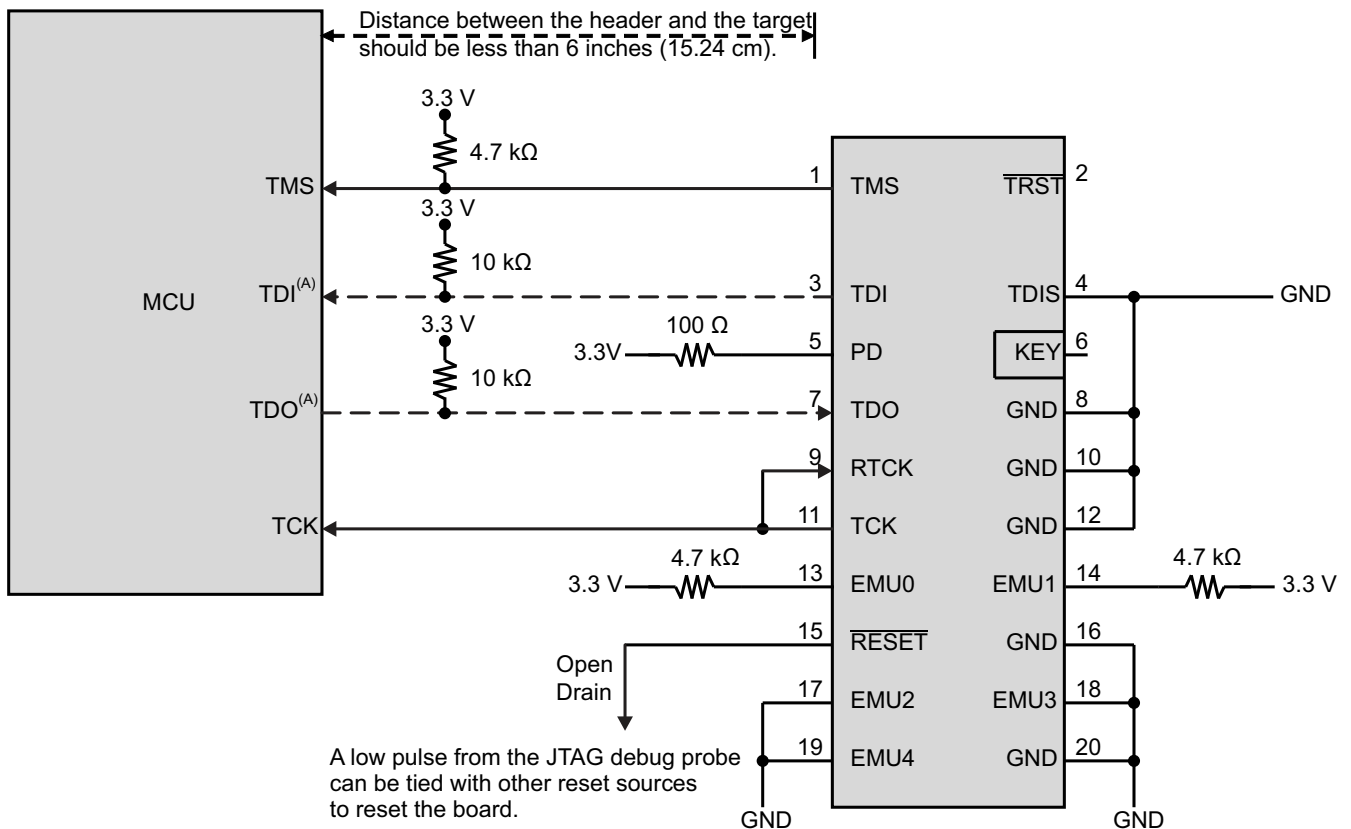 Distance between the header and the target
should be less than 6 inches (15.24 cm).
3.3 V
4.7 kΩ
TMS
1
TMS
TRST
2
3.3 V
10 kΩ
MCU
TDI(A)
3
TDI
TDIS
4
GND
3.3 V
100 Ω
3.3V
5
PD
KEY
6
10 kΩ
TDO(A)
7
TDO
GND
8
9
RTCK
GND
10
TCK
11
TCK
GND
12
4.7 kΩ
3.3 V
13
EMU0
EMU1
14
4.7 kΩ
3.3 V
15
RESET
GND
16
Open
Drain
17
EMU2
EMU3
18
A low pulse from the JTAG debug probe
can be tied with other reset sources
to reset the board.
19
EMU4
GND
20
GND
GND